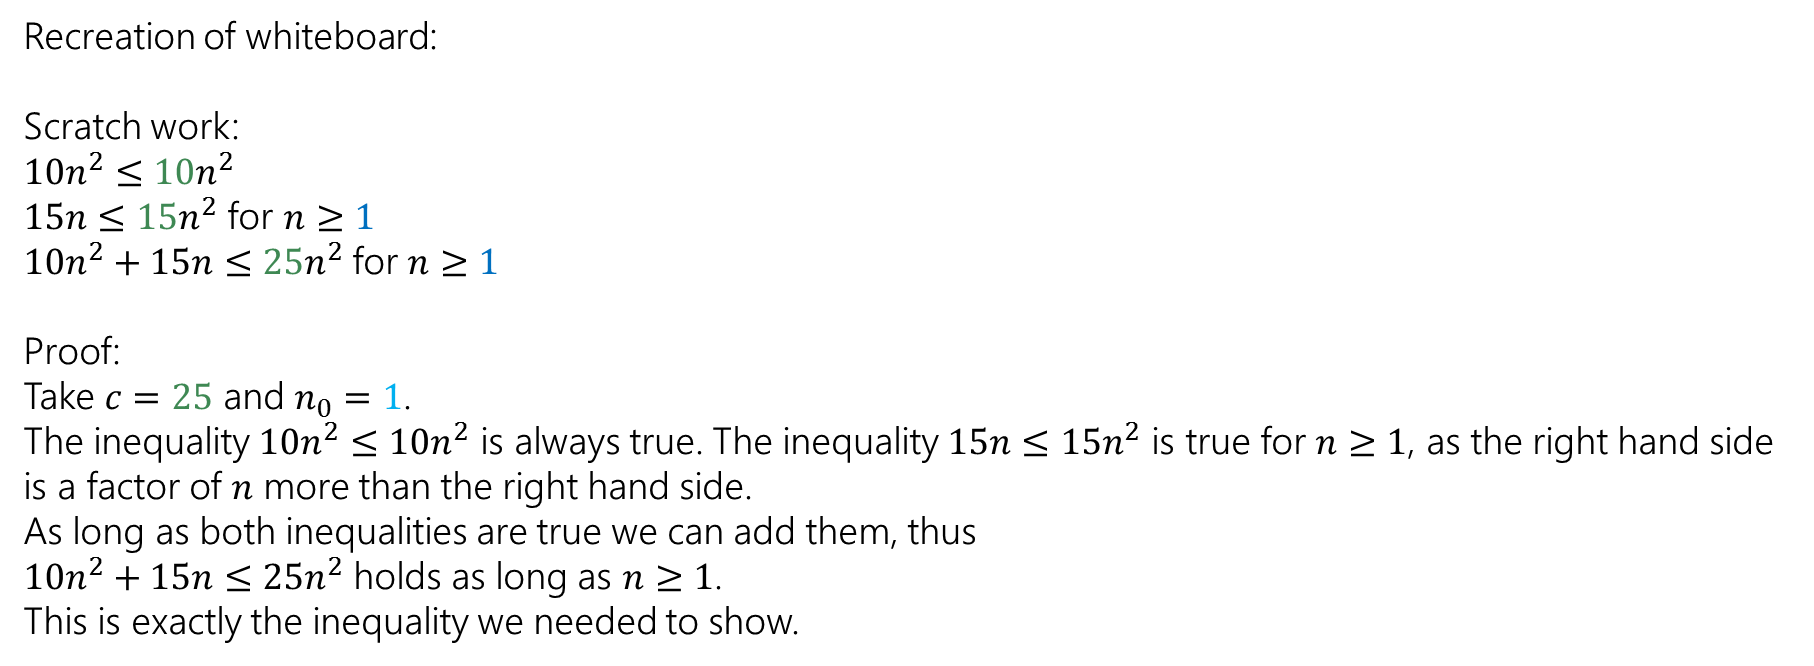 Recreation of whiteboard:
Scratch work:
10n² ≤ 10n²
15n ≤ 15n² for n ≥ 1
10n² + 15n ≤ 25n² for n ≥ 1
Proof:
Take c = 25 and n₀ = 1.
The inequality 10n² ≤ 10n² is always true. The inequality 15n ≤ 15n² is true for n ≥ 1, as the right hand side
is a factor of n more than the right hand side.
As long as both inequalities are true we can add them, thus
10n² + 15n ≤ 25n² holds as long as n ≥ 1.
This is exactly the inequality we needed to show.